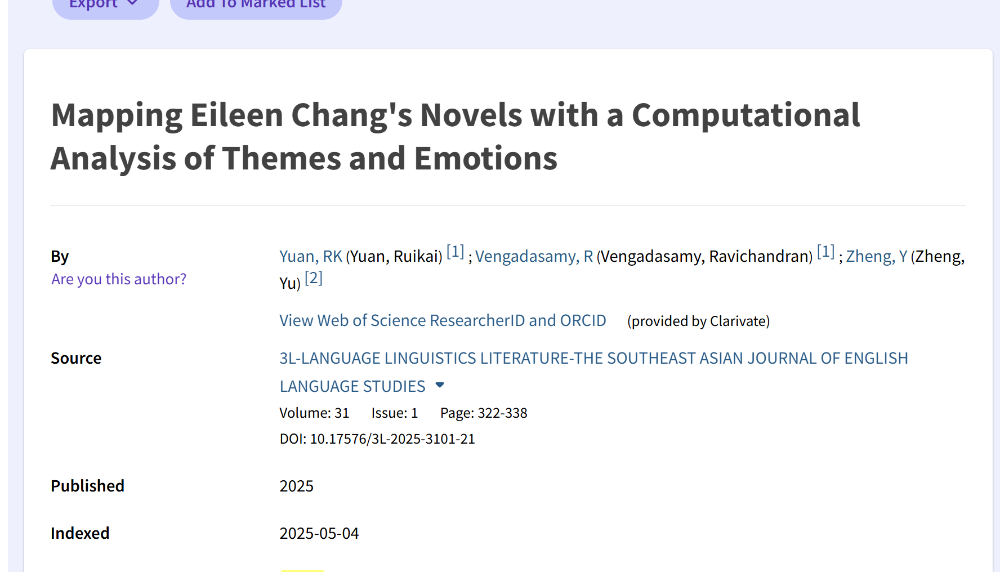 Export
Add To Marked List
Mapping Eileen Chang's Novels with a Computational
Analysis of Themes and Emotions
By
Are you this author?
Yuan, RK (Yuan, Ruikai) [1] ; Vengadasamy, R (Vengadasamy, Ravichandran) [1] ; Zheng, Y (Zheng,
Yu) [2]
View Web of Science ResearcherID and ORCID (provided by Clarivate)
Source
3L-LANGUAGE LINGUISTICS LITERATURE-THE SOUTHEAST ASIAN JOURNAL OF ENGLISH
LANGUAGE STUDIES
Volume: 31 Issue: 1 Page: 322-338
DOI: 10.17576/3L-2025-3101-21
Published
2025
Indexed
2025-05-04